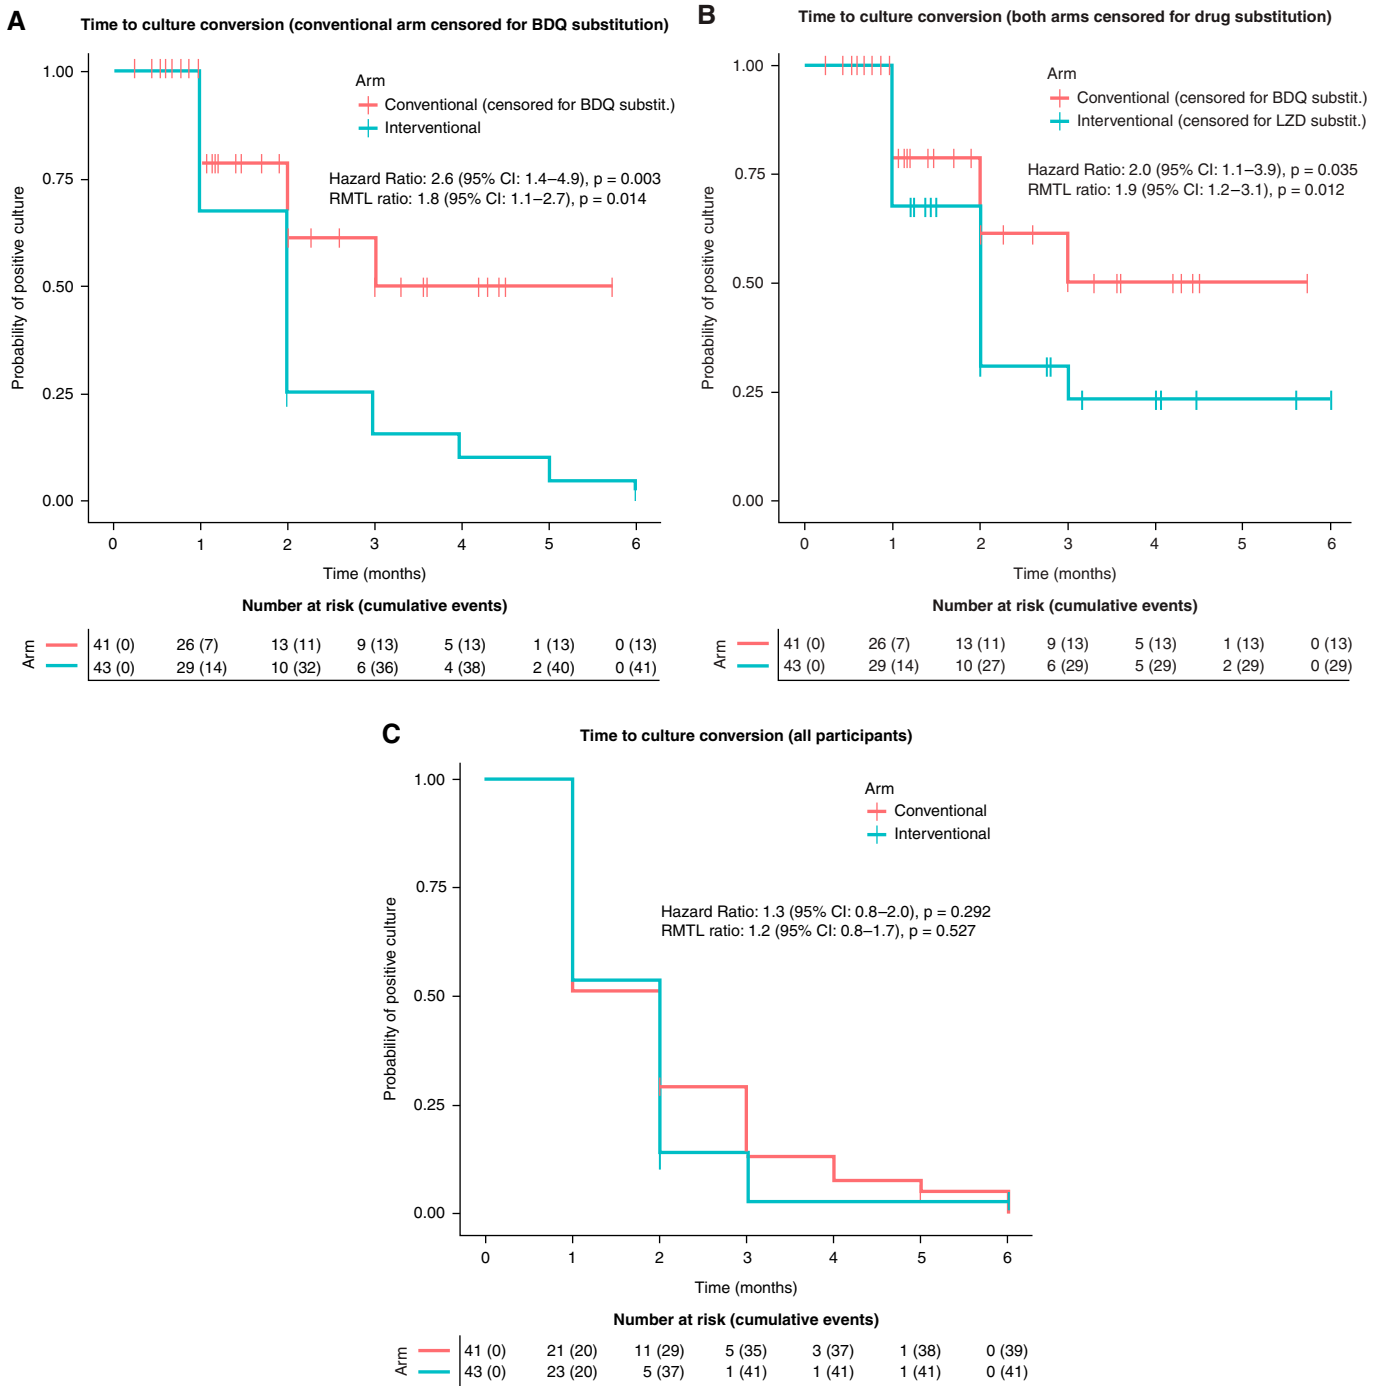 A
Time to culture conversion (conventional arm censored for BDQ substitution)
Probability of positive culture
1.00
0.75
0.50
0.25
0.00
Arm
Conventional (censored for BDQ substit.)
Interventional
Hazard Ratio: 2.6 (95% CI: 1.4–4.9), p = 0.003
RMTL ratio: 1.8 (95% CI: 1.1–2.7), p = 0.014
0 1 2 3 4 5 6
Time (months)
Number at risk (cumulative events)
Arm
41 (0) 26 (7) 13 (11) 9 (13) 5 (13) 1 (13) 0 (13)
43 (0) 29 (14) 10 (32) 6 (36) 4 (38) 2 (40) 0 (41)
B
Time to culture conversion (both arms censored for drug substitution)
Probability of positive culture
1.00
0.75
0.50
0.25
0.00
Arm
Conventional (censored for BDQ substit.)
Interventional (censored for LZD substit.)
Hazard Ratio: 2.0 (95% CI: 1.1–3.9), p = 0.035
RMTL ratio: 1.9 (95% CI: 1.2–3.1), p = 0.012
0 1 2 3 4 5 6
Time (months)
Number at risk (cumulative events)
Arm
41 (0) 26 (7) 13 (11) 9 (13) 5 (13) 1 (13) 0 (13)
43 (0) 29 (14) 10 (27) 6 (29) 5 (29) 2 (29) 0 (29)
C
Time to culture conversion (all participants)
Probability of positive culture
1.00
0.75
0.50
0.25
0.00
Arm
Conventional
Interventional
Hazard Ratio: 1.3 (95% CI: 0.8–2.0), p = 0.292
RMTL ratio: 1.2 (95% CI: 0.8–1.7), p = 0.527
0 1 2 3 4 5 6
Time (months)
Number at risk (cumulative events)
Arm
41 (0) 21 (20) 11 (29) 5 (35) 3 (37) 1 (38) 0 (39)
43 (0) 23 (20) 5 (37) 1 (41) 1 (41) 1 (41) 0 (41)